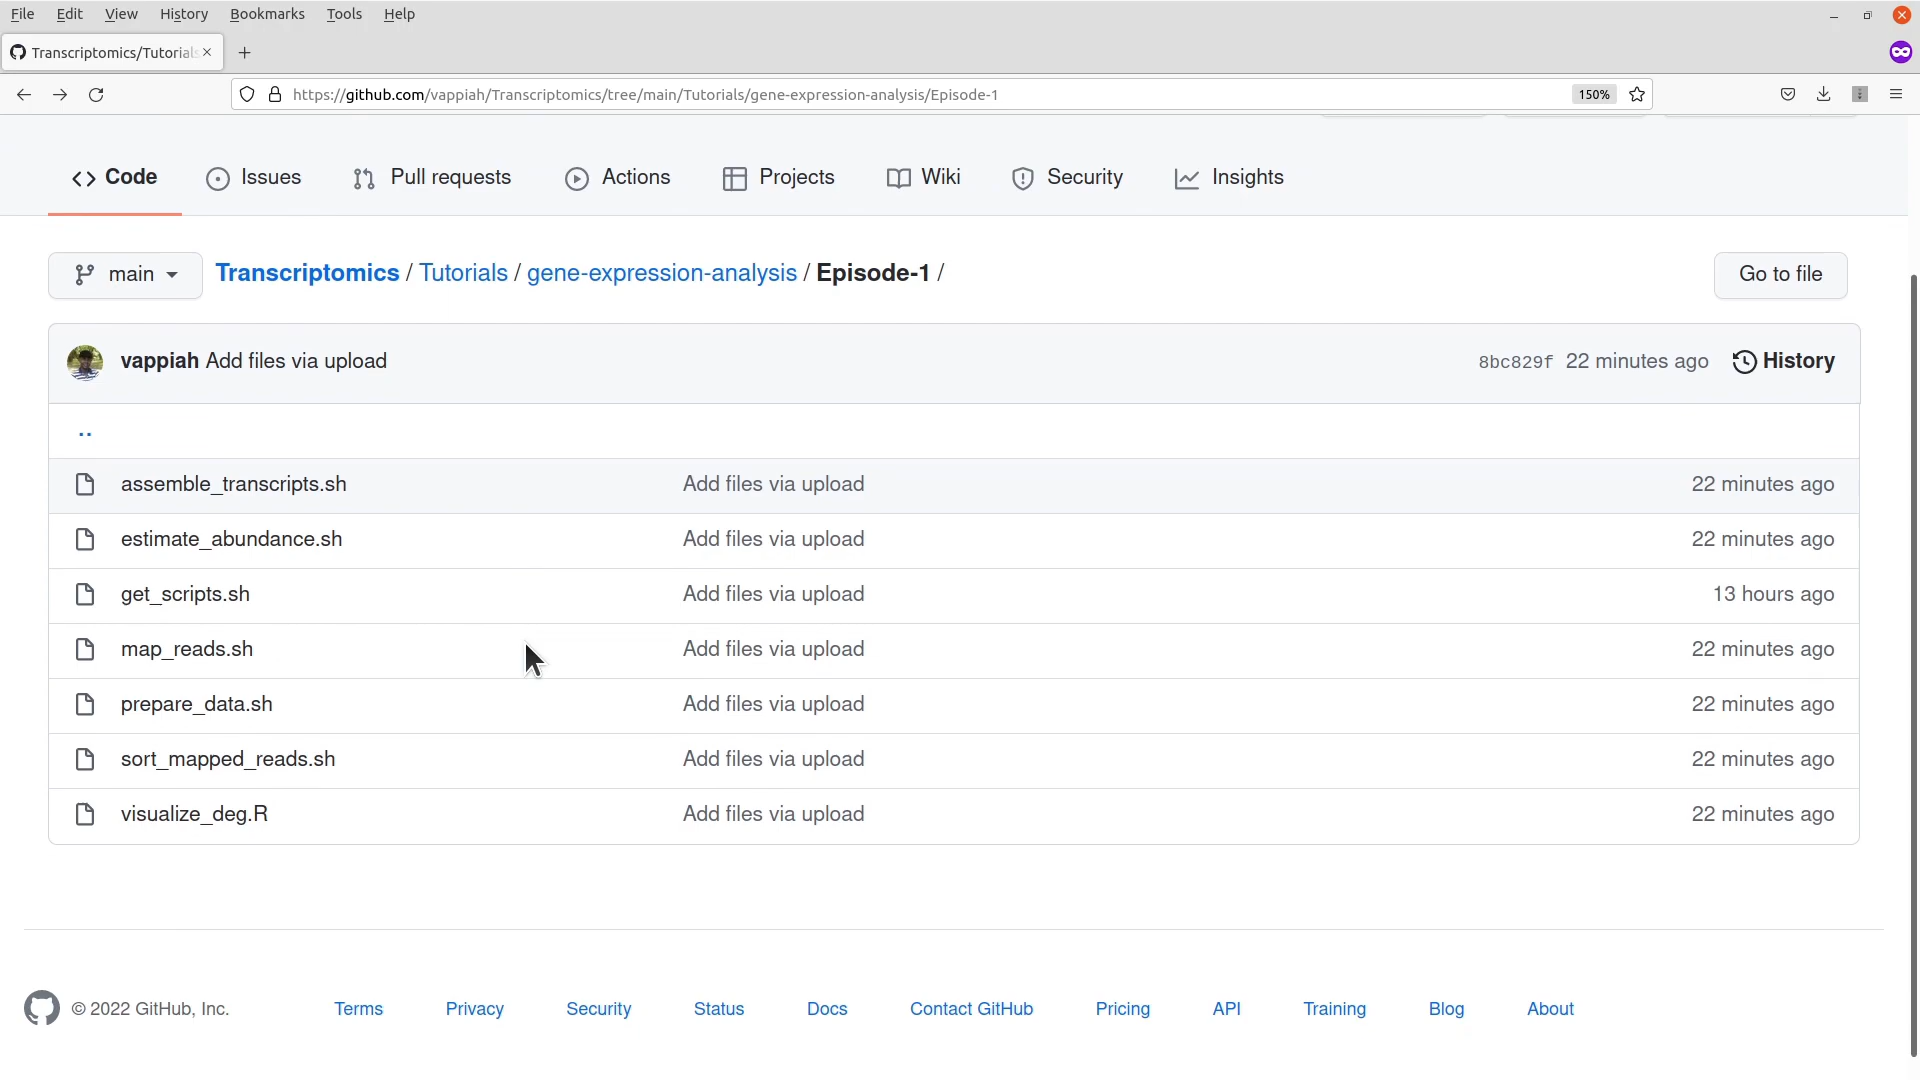 File Edit View History Bookmarks Tools Help
Transcriptomics/Tutorials
https://github.com/vappiah/Transcriptomics/tree/main/Tutorials/gene-expression-analysis/Episode-1 150%
Code Issues Pull requests Actions Projects Wiki Security Insights
main Transcriptomics / Tutorials / gene-expression-analysis / Episode-1 / Go to file
vappiah Add files via upload 8bc829f 22 minutes ago History
..
assemble_transcripts.sh Add files via upload 22 minutes ago
estimate_abundance.sh Add files via upload 22 minutes ago
get_scripts.sh Add files via upload 13 hours ago
map_reads.sh Add files via upload 22 minutes ago
prepare_data.sh Add files via upload 22 minutes ago
sort_mapped_reads.sh Add files via upload 22 minutes ago
visualize_deg.R Add files via upload 22 minutes ago
© 2022 GitHub, Inc. Terms Privacy Security Status Docs Contact GitHub Pricing API Training Blog About